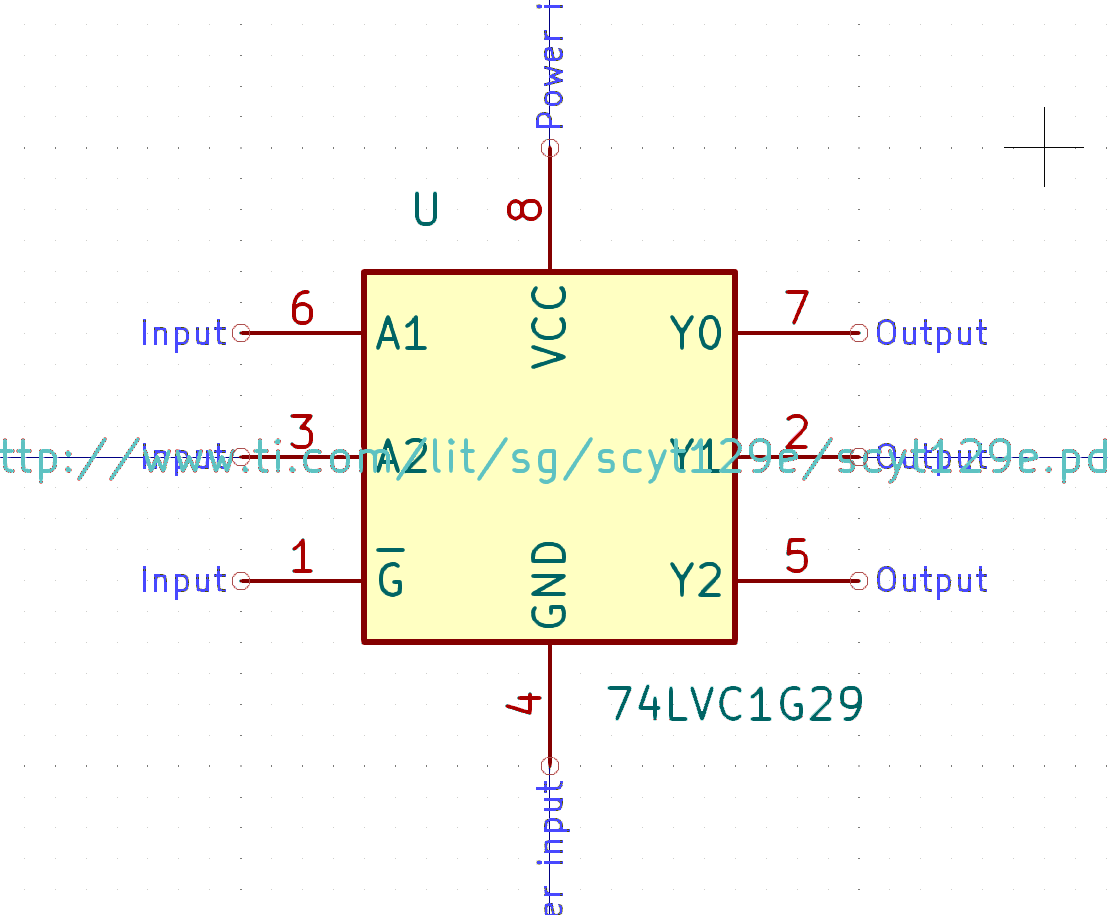 Power i
U
8
VCC
6
7
Input
A1
Y0
Output
3
2
Input
A2
Y1
Output
ttp://www.ti.com/lit/sg/scyt129e/scyt129e.pd
1
5
Input
G
GND
Y2
Output
4
74LVC1G29
er input